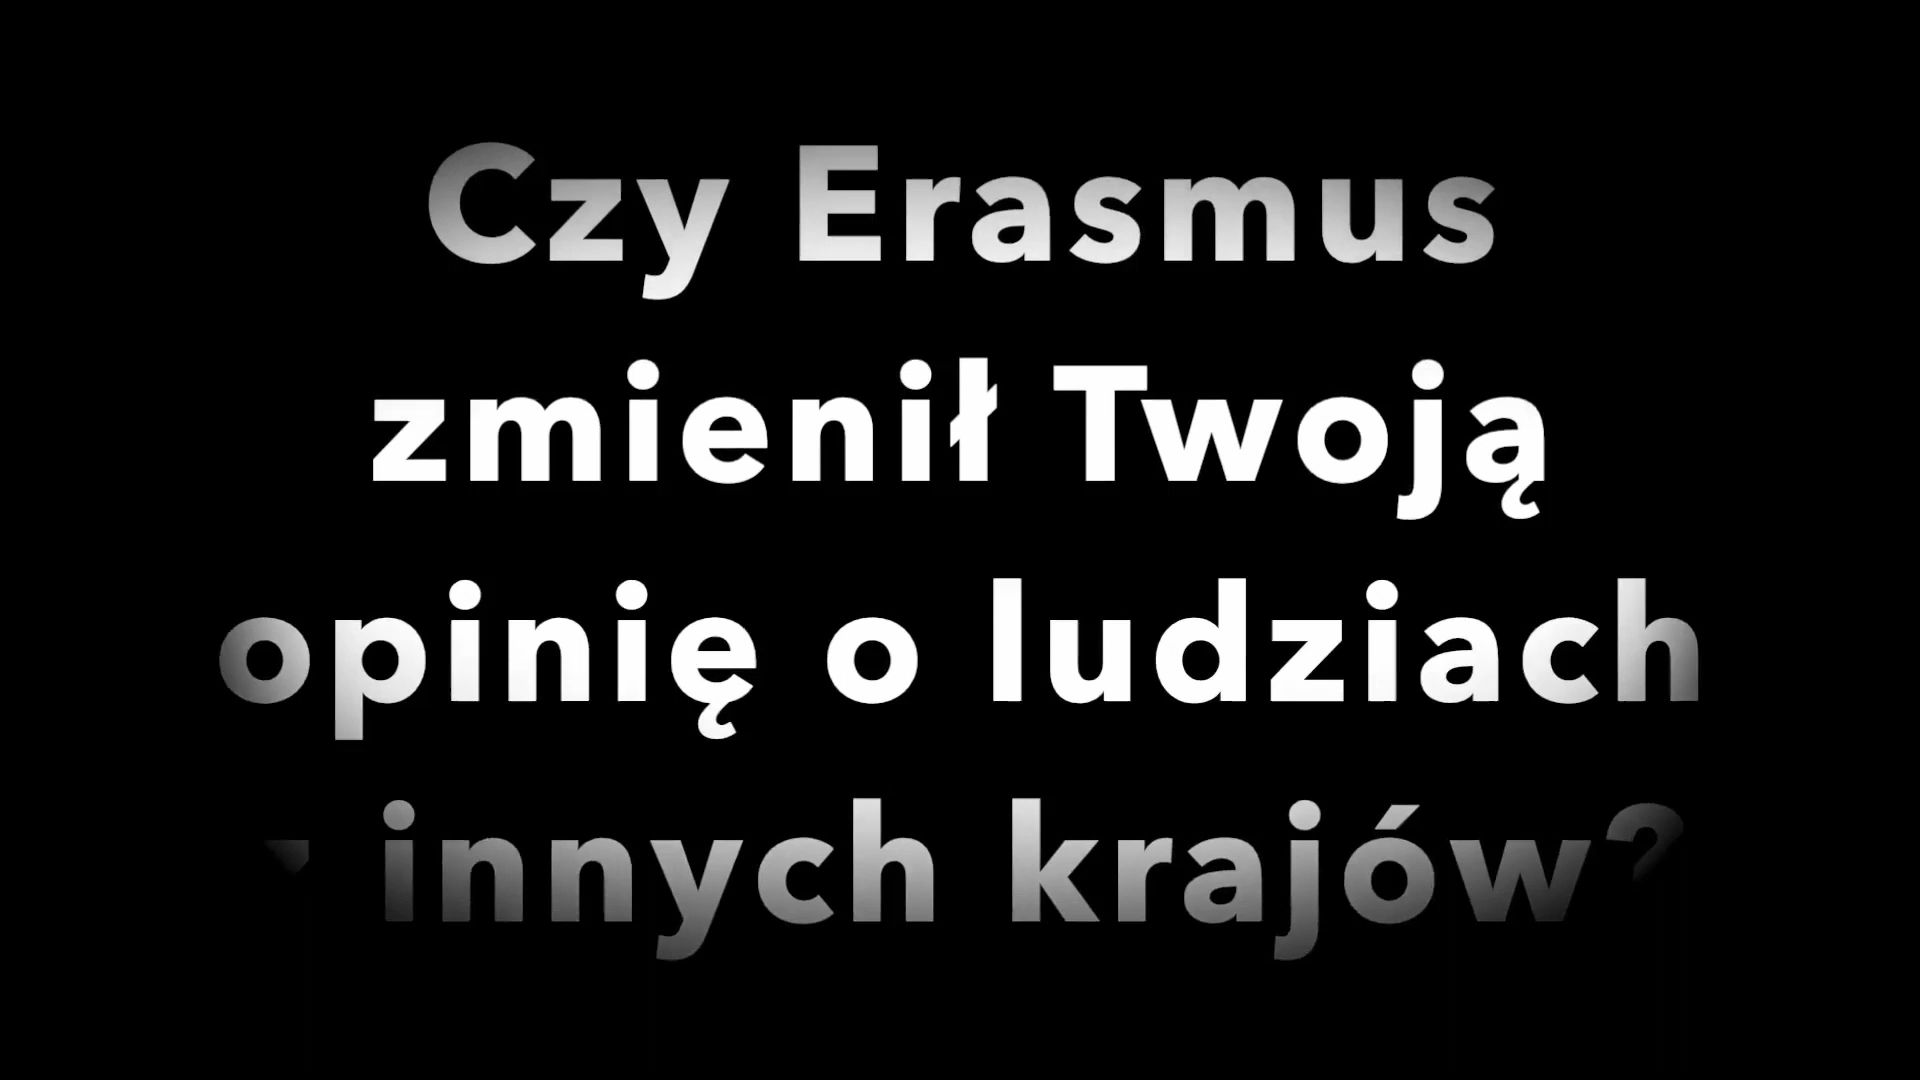 Czy Erasmus
zmienił Twoją
opinię o ludziach
z innych krajów?